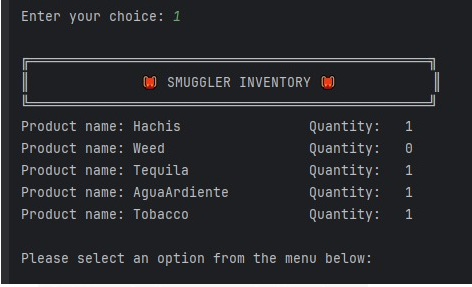 Enter your choice: 1
👹 SMUGGLER INVENTORY 👹
Product name: Hachis Quantity: 1
Product name: Weed Quantity: 0
Product name: Tequila Quantity: 1
Product name: AguaArdiente Quantity: 1
Product name: Tobacco Quantity: 1
Please select an option from the menu below: